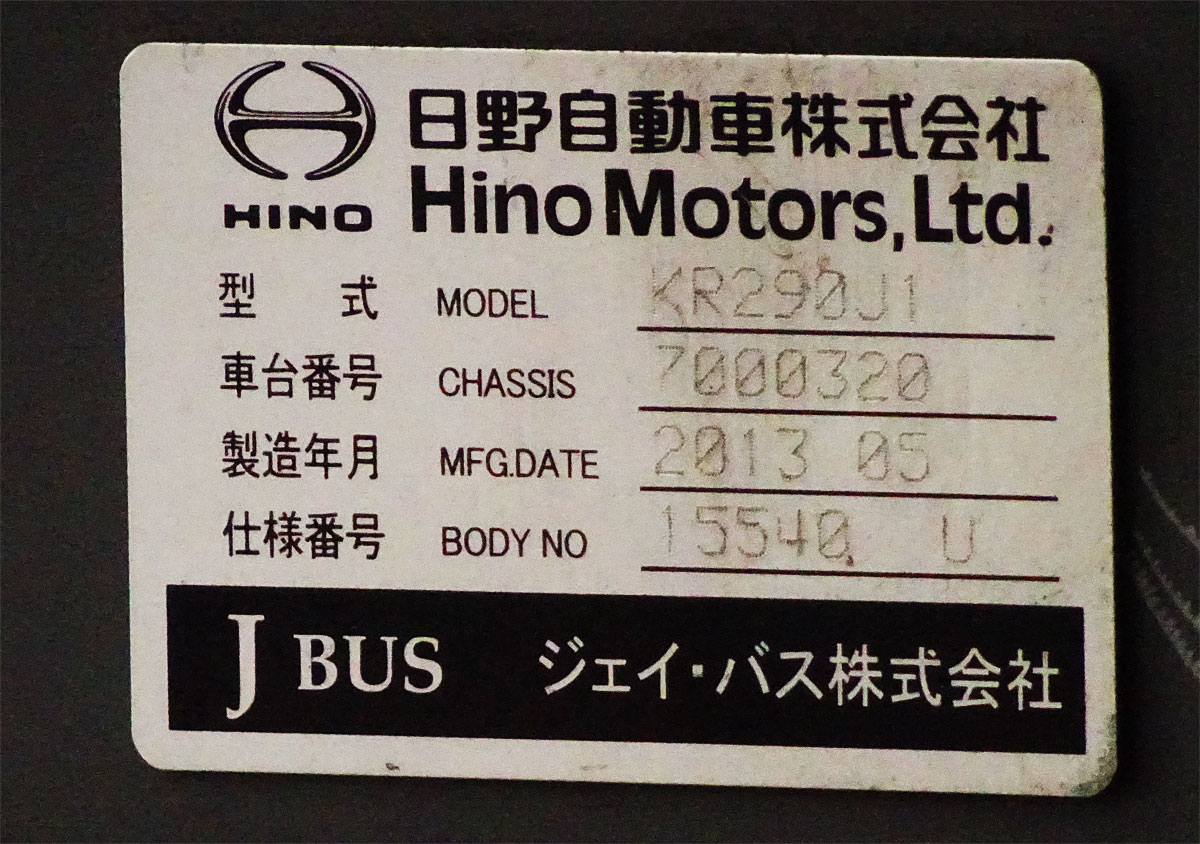 日野自動車株式会社
HINO Hino Motors, Ltd.
型 式 MODEL KR290J1
車台番号 CHASSIS 7000320
製造年月 MFG.DATE 2013 05
仕様番号 BODY NO 15540 U
J BUS ジェイ・バス株式会社